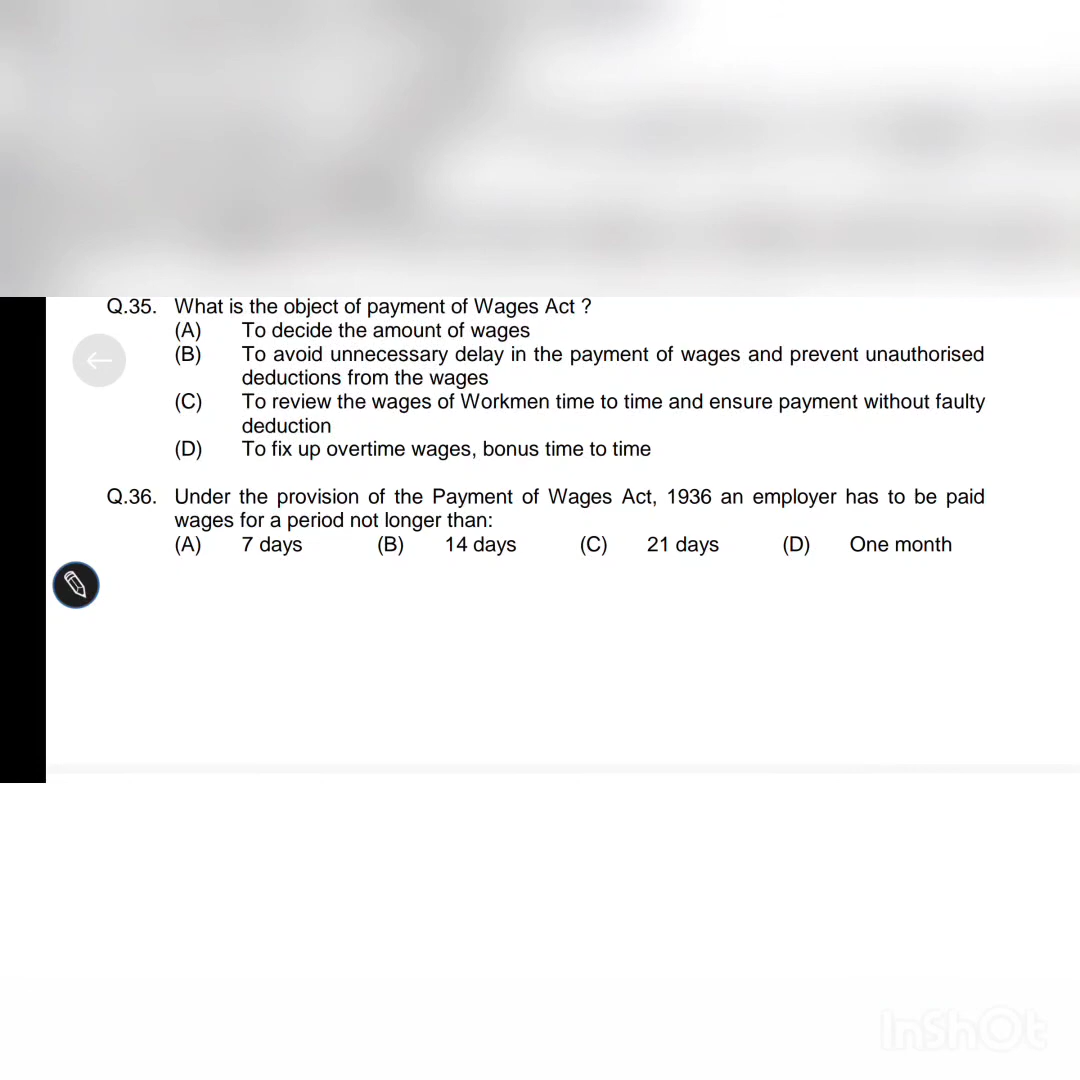 Q.35. What is the object of payment of Wages Act ?
(A) To decide the amount of wages
(B) To avoid unnecessary delay in the payment of wages and prevent unauthorised
deductions from the wages
(C) To review the wages of Workmen time to time and ensure payment without faulty
deduction
(D) To fix up overtime wages, bonus time to time
Q.36. Under the provision of the Payment of Wages Act, 1936 an employer has to be paid
wages for a period not longer than:
(A) 7 days (B) 14 days (C) 21 days (D) One month
InShOt